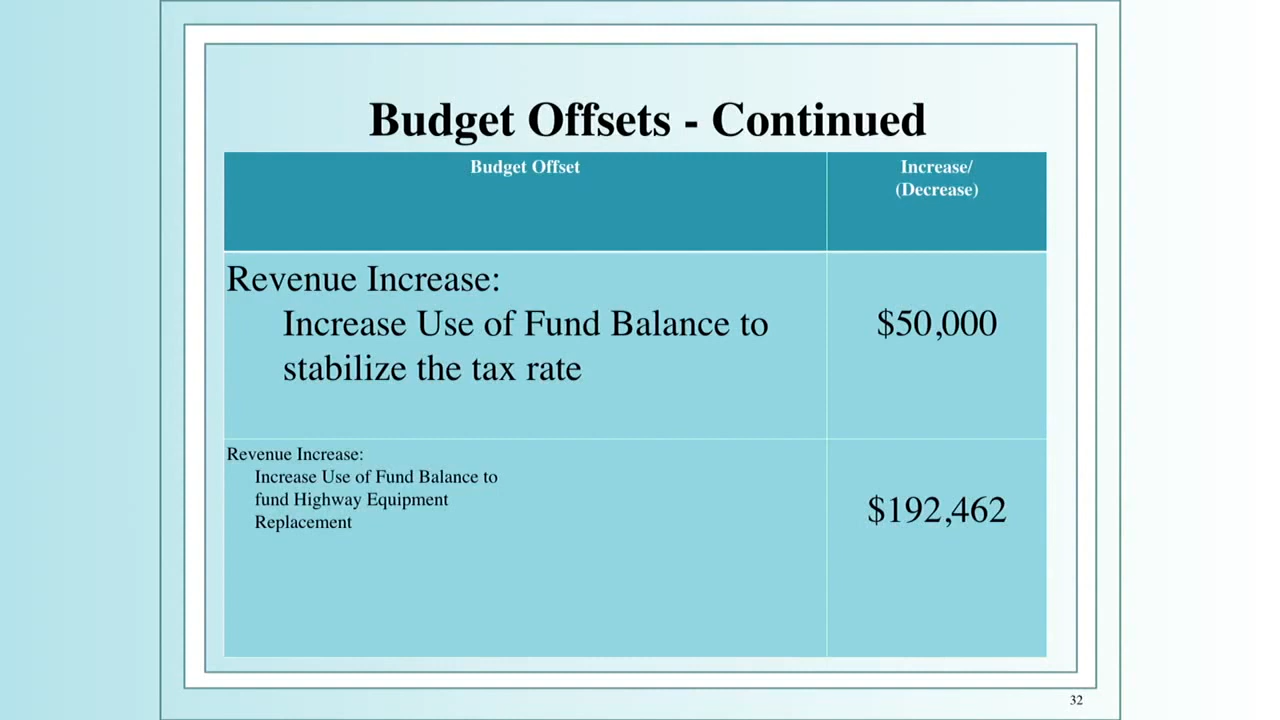 Budget Offsets - Continued
Budget Offset
Increase/
(Decrease)
Revenue Increase:
Increase Use of Fund Balance to
stabilize the tax rate
$50,000
Revenue Increase:
Increase Use of Fund Balance to
fund Highway Equipment
Replacement
$192,462
32